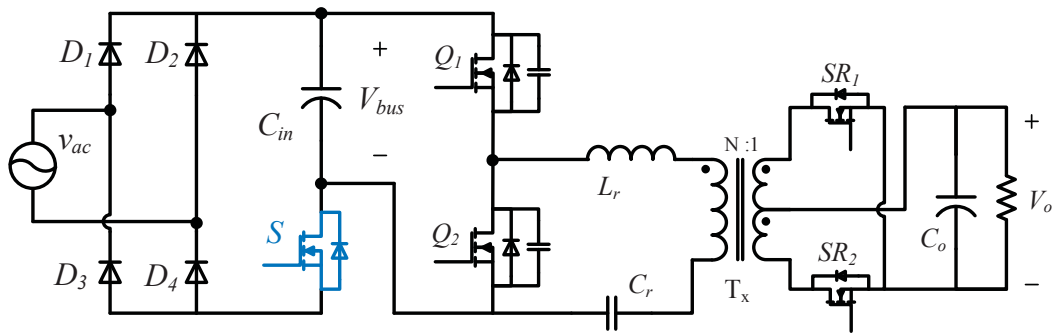 D1
D2
Q1
SR1
+
+
Vbus
vac
Cin
N :1
−
Lr
S
Q2
Vo
Co
SR2
D3
D4
Cr
Tx
−